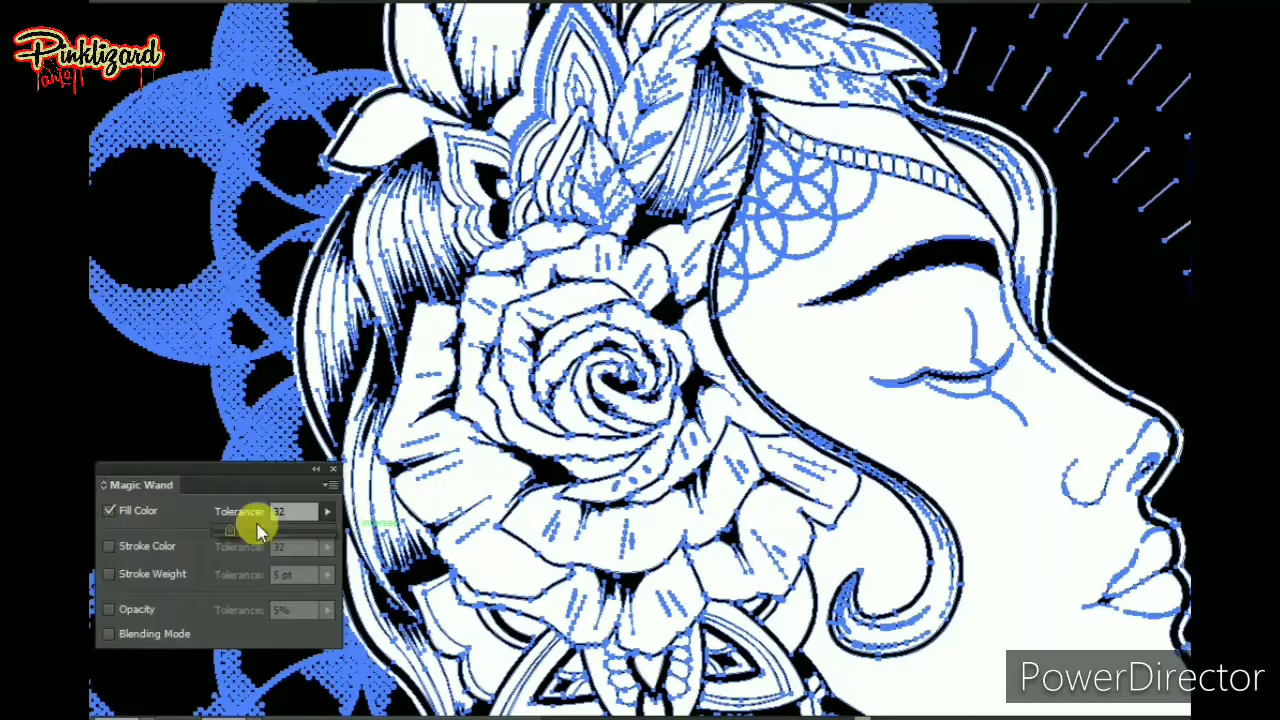 Pinklizard
Magic Wand
Fill Color Tolerance: 32
Stroke Color Tolerance: 32
Stroke Weight Tolerance: 5 pt
Opacity Tolerance: 5%
Blending Mode
PowerDirector